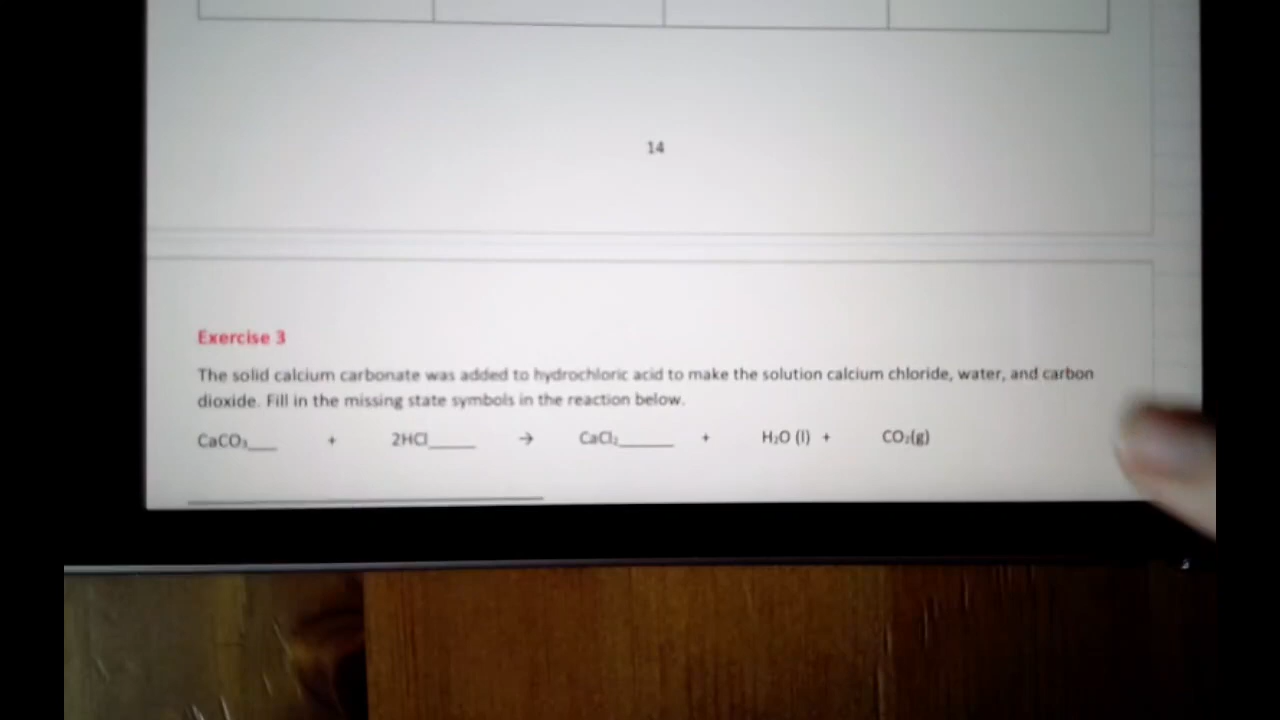 14
Exercise 3
The solid calcium carbonate was added to hydrochloric acid to make the solution calcium chloride, water, and carbon
dioxide. Fill in the missing state symbols in the reaction below.
CaCO₃___ + 2HCl_____ → CaCl₂______ + H₂O (l) + CO₂(g)